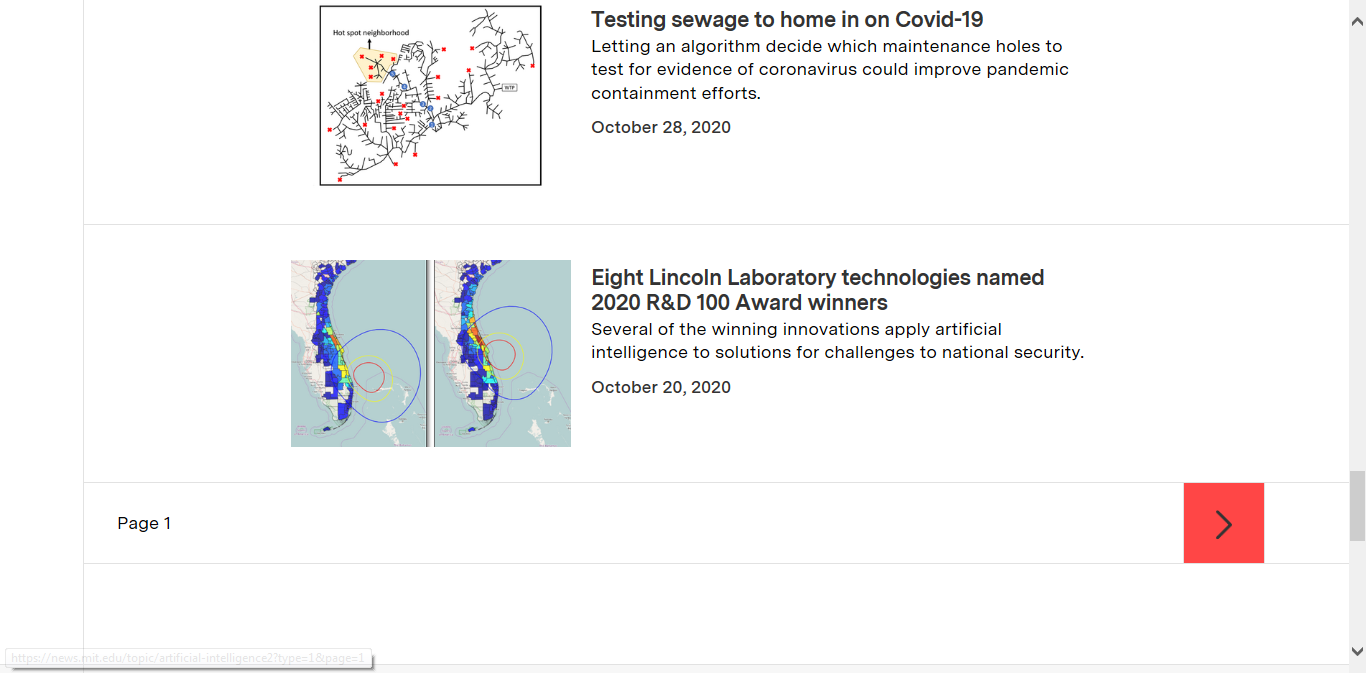 Hot spot neighborhood
WTP
Testing sewage to home in on Covid-19
Letting an algorithm decide which maintenance holes to
test for evidence of coronavirus could improve pandemic
containment efforts.
October 28, 2020
Eight Lincoln Laboratory technologies named
2020 R&D 100 Award winners
Several of the winning innovations apply artificial
intelligence to solutions for challenges to national security.
October 20, 2020
Page 1
https://news.mit.edu/topic/artificial-intelligence2?type=1&page=1